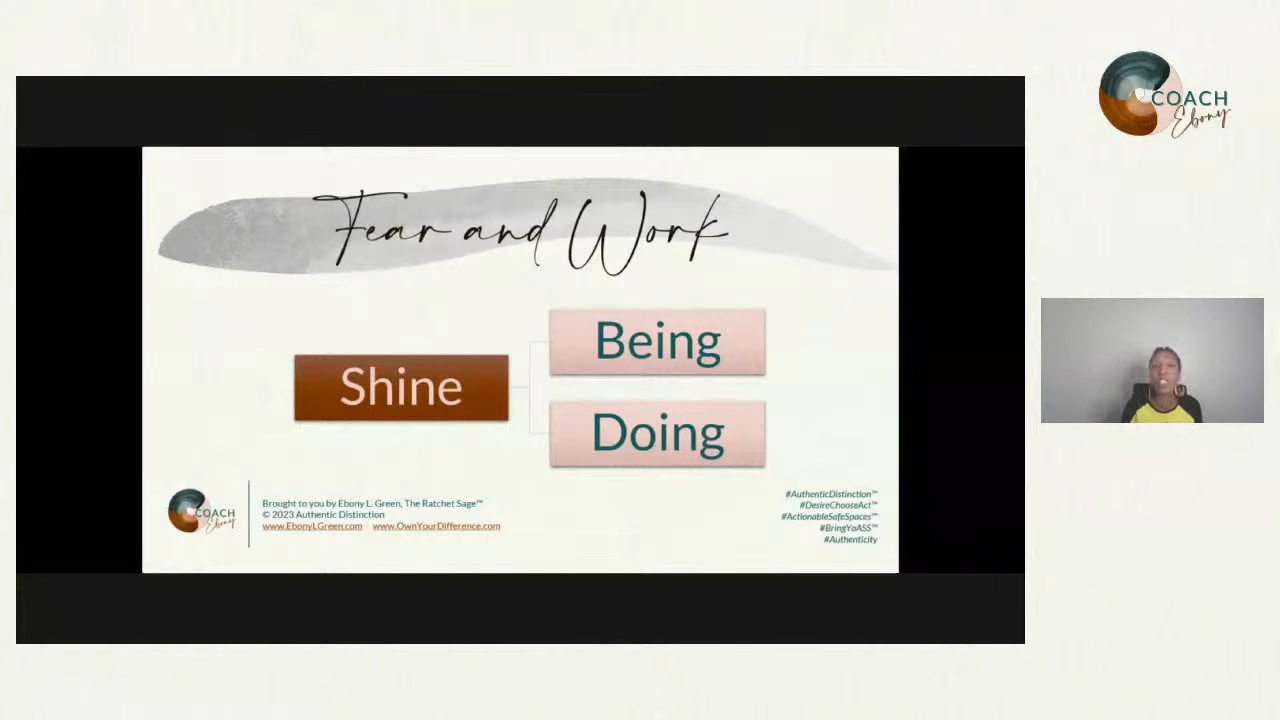 COACH
Ebony
Fear and Work
Shine
Being
Doing
COACH
Ebony
Brought to you by Ebony L. Green, The Ratchet Sage™
© 2023 Authentic Distinction
www.EbonyLGreen.com www.OwnYourDifference.com
#AuthenticDistinction™
#DesireChooseAct™
#ActionableSafeSpaces™
#BringYoASS™
#Authenticity